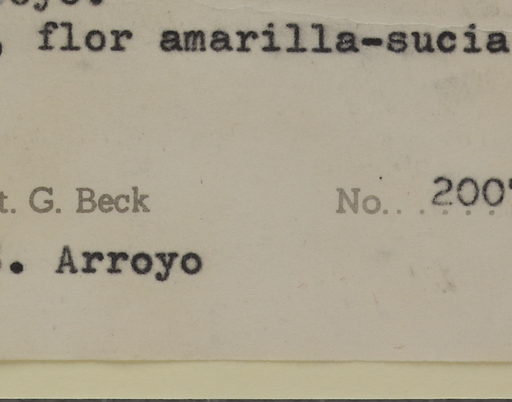 , flor amarilla-sucia
t. G. Beck No. 200
. Arroyo